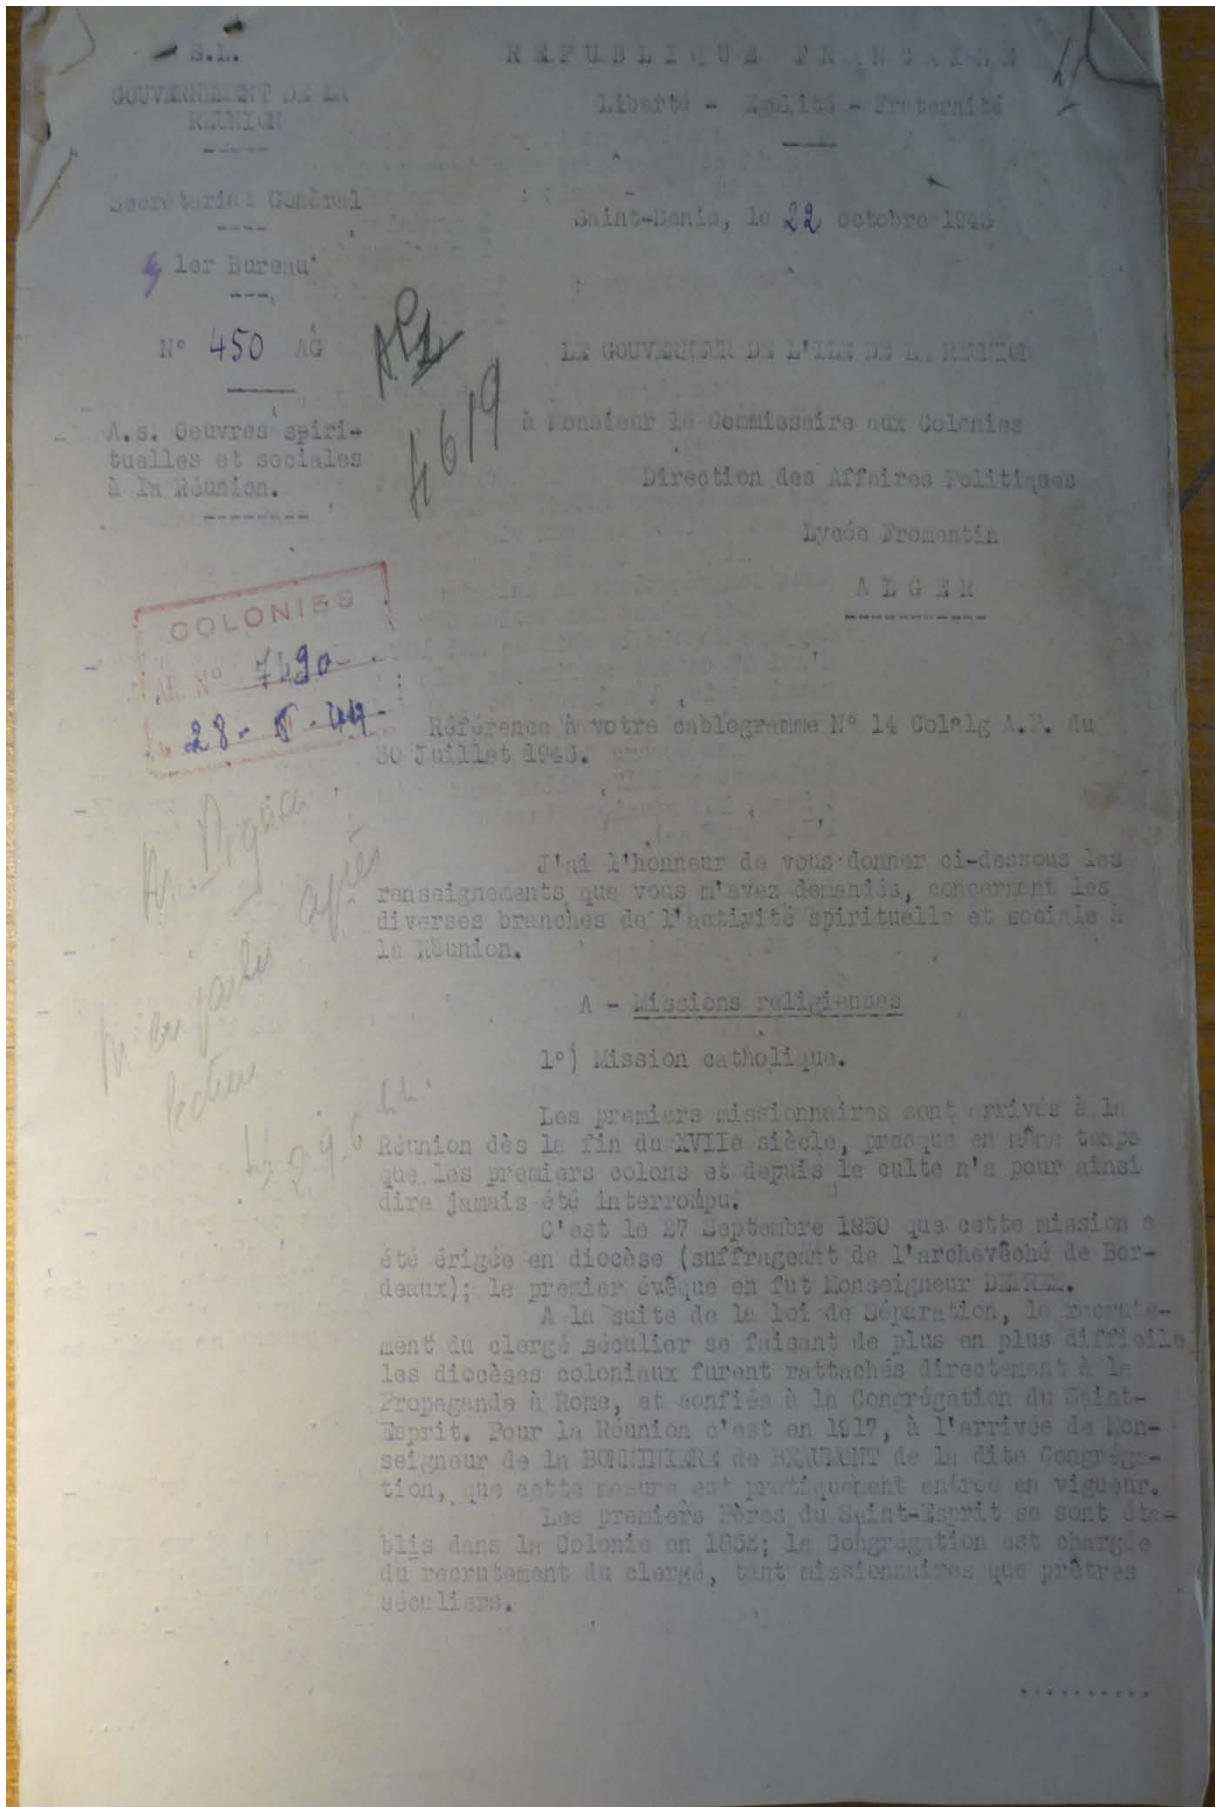 S.L.
GOUVERNEMENT DE LA
REUNION
REPUBLIQUE FRANCAISE
Liberté - Egalité - Fraternité
Secrétariat Général
Saint-Denis, le 22 octobre 1943
1er Bureau
N° 450 AG
LE GOUVERNEUR DE L'ILE DE LA REUNION
4619
à Monsieur le Commissaire aux Colonies
A.s. Oeuvres spiri-
tuelles et sociales
à la Réunion.
Direction des Affaires Politiques
Lycée Fromentin
ALGER
COLONIES
N°
28 - - 44 -
Référence à votre cablogramme N° 14 Colalg A.P. du
30 Juillet 1943.
après
J'ai l'honneur de vous donner ci-dessous les
renseignements que vous m'avez demandés, concernant les
diverses branches de l'activité spirituelle et sociale à
la Réunion.
A - Missions religieuses
1°) Mission catholique.
Les premiers missionnaires sont arrivés à la
Réunion dès la fin du XVIIe siècle, presque en même temps
que les premiers colons et depuis le culte n'a pour ainsi
dire jamais été interrompu.
C'est le 27 Septembre 1850 que cette mission a
été érigée en diocèse (suffrageant de l'archevêché de Bor-
deaux); le premier évêque en fut Monseigneur
A la suite de la loi de Séparation, le recrute-
ment du clergé séculier se faisant de plus en plus difficile
les diocèses coloniaux furent rattachés directement à la
Propagande à Rome, et confiés à la Congrégation du Saint-
Esprit. Pour la Réunion c'est en 1917, à l'arrivée de Mon-
seigneur de la BONNINIERE de BEAUMONT de la dite Congréga-
tion, que cette mesure est pratiquement entrée en vigueur.
Les premiers Pères du Saint-Esprit se sont éta-
blis dans la Colonie en la Congrégation est chargée
du recrutement du clergé, tant missionnaires que prêtres
séculiers.
..........